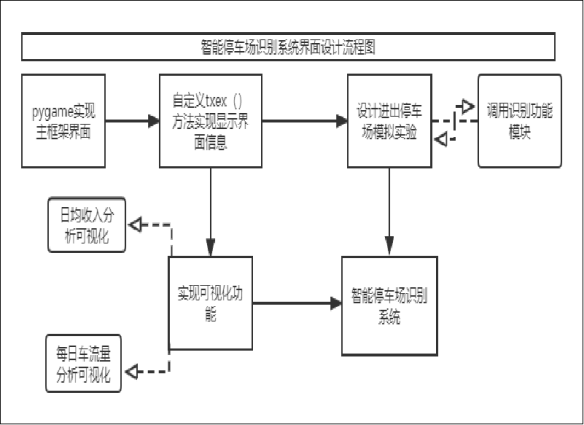 智能停车场识别系统界面设计流程图
pygame实现
主框架界面
自定义txex（）
方法实现显示界
面信息
设计进出停车
场模拟实验
调用识别功能
模块
日均收入分
析可视化
实现可视化功
能
智能停车场识别
系统
每日车流量
分析可视化